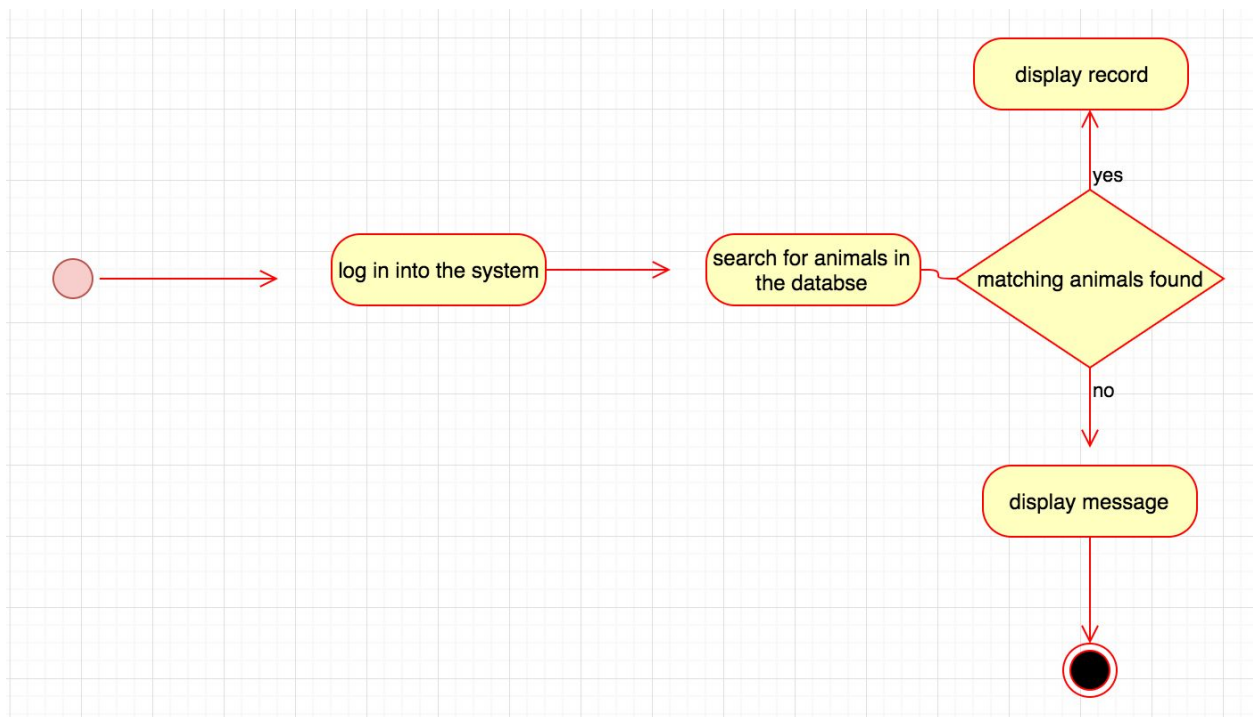 display record
yes
log in into the system
search for animals in
the databse
matching animals found
no
display message